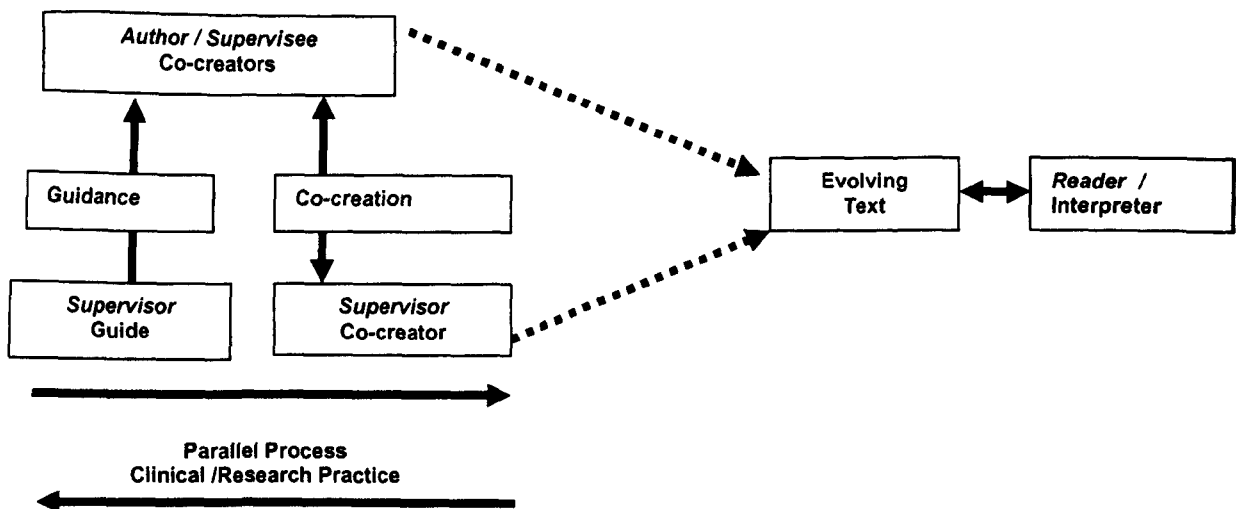 Author / Supervisee
Co-creators
Guidance
Co-creation
Evolving
Text
Reader /
Interpreter
Supervisor
Guide
Supervisor
Co-creator
Parallel Process
Clinical /Research Practice